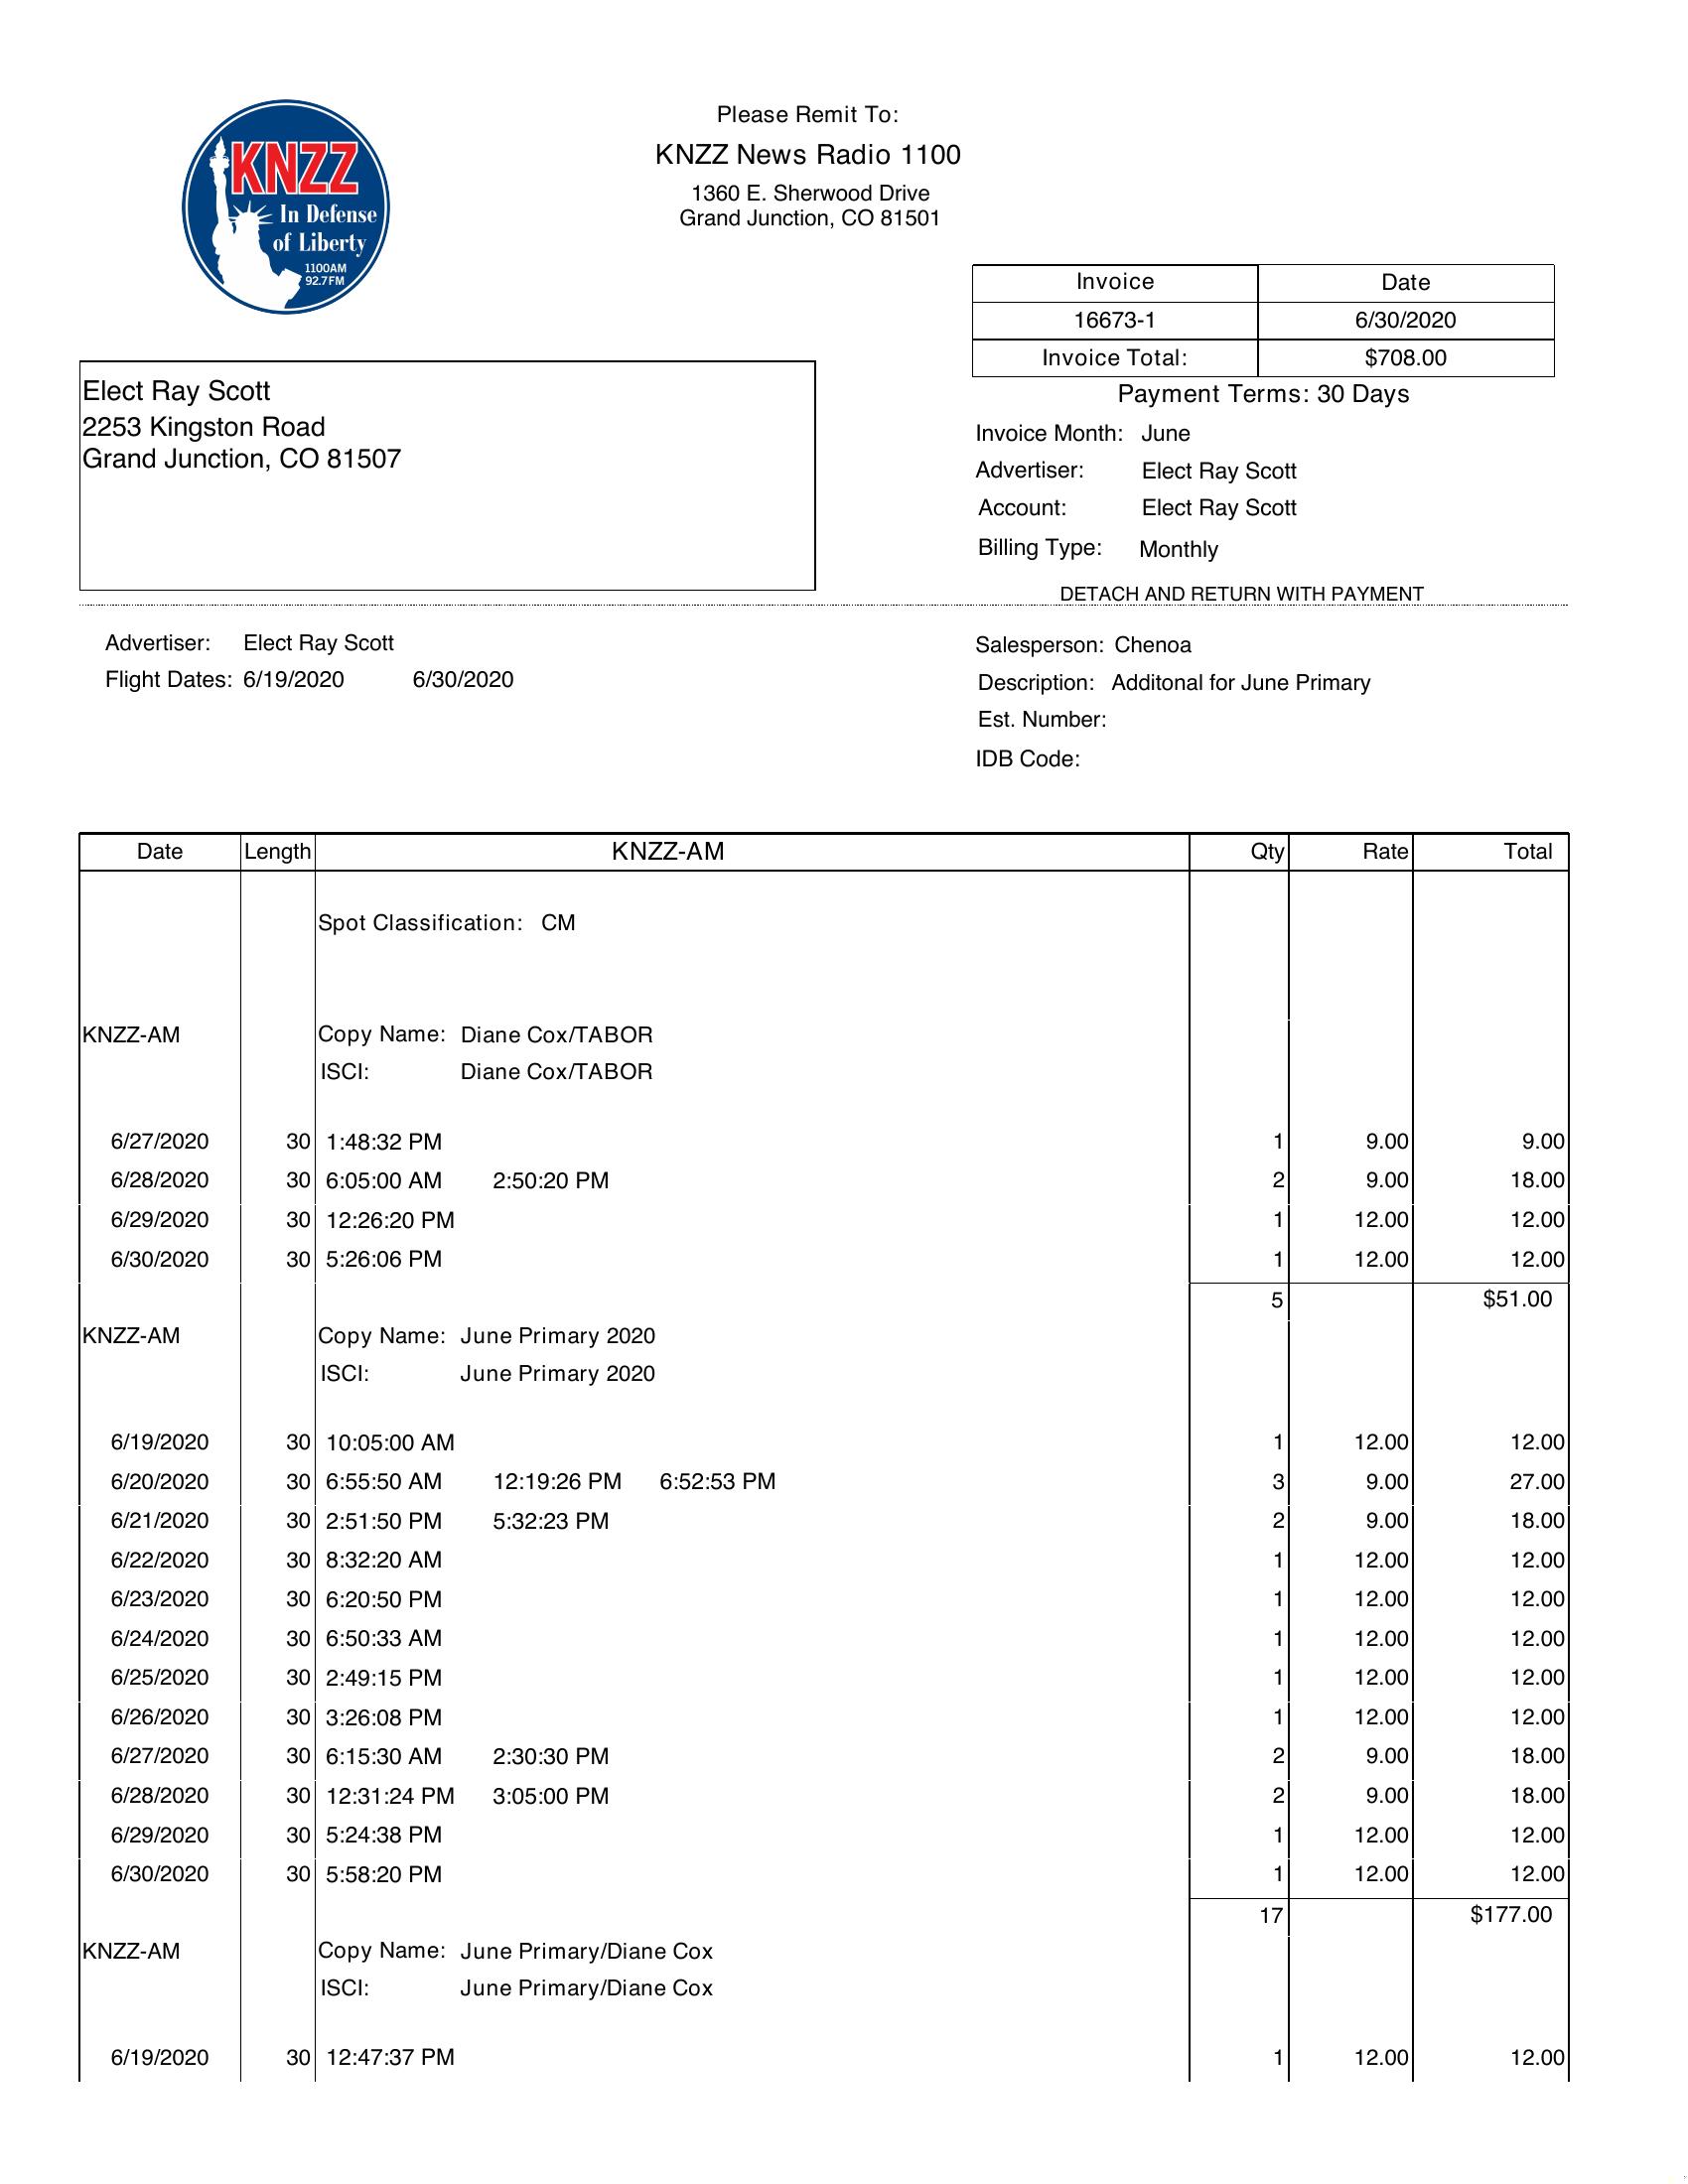 KNZZ
In Defense
of Liberty
1100AM
92.7FM
Please Remit To:
KNZZ News Radio 1100
1360 E. Sherwood Drive
Grand Junction, CO 81501
Invoice Date
16673-1 6/30/2020
Invoice Total: $708.00
Payment Terms: 30 Days
Elect Ray Scott
2253 Kingston Road
Grand Junction, CO 81507
Invoice Month: June
Advertiser: Elect Ray Scott
Account: Elect Ray Scott
Billing Type: Monthly
DETACH AND RETURN WITH PAYMENT
Advertiser: Elect Ray Scott
Flight Dates: 6/19/2020 6/30/2020
Salesperson: Chenoa
Description: Additonal for June Primary
Est. Number:
IDB Code:
Date Length KNZZ-AM Qty Rate Total
Spot Classification: CM
KNZZ-AM Copy Name: Diane Cox/TABOR
ISCI: Diane Cox/TABOR
6/27/2020 30 1:48:32 PM 1 9.00 9.00
6/28/2020 30 6:05:00 AM 2:50:20 PM 2 9.00 18.00
6/29/2020 30 12:26:20 PM 1 12.00 12.00
6/30/2020 30 5:26:06 PM 1 12.00 12.00
5 $51.00
KNZZ-AM Copy Name: June Primary 2020
ISCI: June Primary 2020
6/19/2020 30 10:05:00 AM 1 12.00 12.00
6/20/2020 30 6:55:50 AM 12:19:26 PM 6:52:53 PM 3 9.00 27.00
6/21/2020 30 2:51:50 PM 5:32:23 PM 2 9.00 18.00
6/22/2020 30 8:32:20 AM 1 12.00 12.00
6/23/2020 30 6:20:50 PM 1 12.00 12.00
6/24/2020 30 6:50:33 AM 1 12.00 12.00
6/25/2020 30 2:49:15 PM 1 12.00 12.00
6/26/2020 30 3:26:08 PM 1 12.00 12.00
6/27/2020 30 6:15:30 AM 2:30:30 PM 2 9.00 18.00
6/28/2020 30 12:31:24 PM 3:05:00 PM 2 9.00 18.00
6/29/2020 30 5:24:38 PM 1 12.00 12.00
6/30/2020 30 5:58:20 PM 1 12.00 12.00
17 $177.00
KNZZ-AM Copy Name: June Primary/Diane Cox
ISCI: June Primary/Diane Cox
6/19/2020 30 12:47:37 PM 1 12.00 12.00